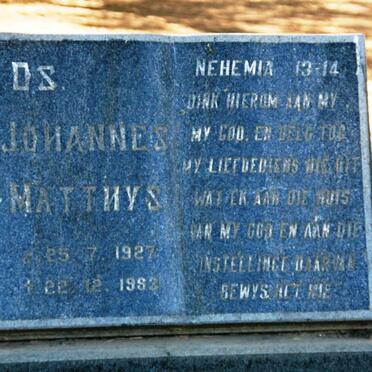 DS.
JOHANNES
MATTHYS
* 25. 7. 1927
† 22. 12. 1983
NEHEMIA 13-14
DINK HIEROM AAN MY
MY GOD, EN DELG TOG
MY LIEFDEDIENS NIE UIT
WAT EK AAN DIE HUIS
VAN MY GOD EN AAN DIE
INSTELLINGE DAARVAN
BEWYS HET NIE